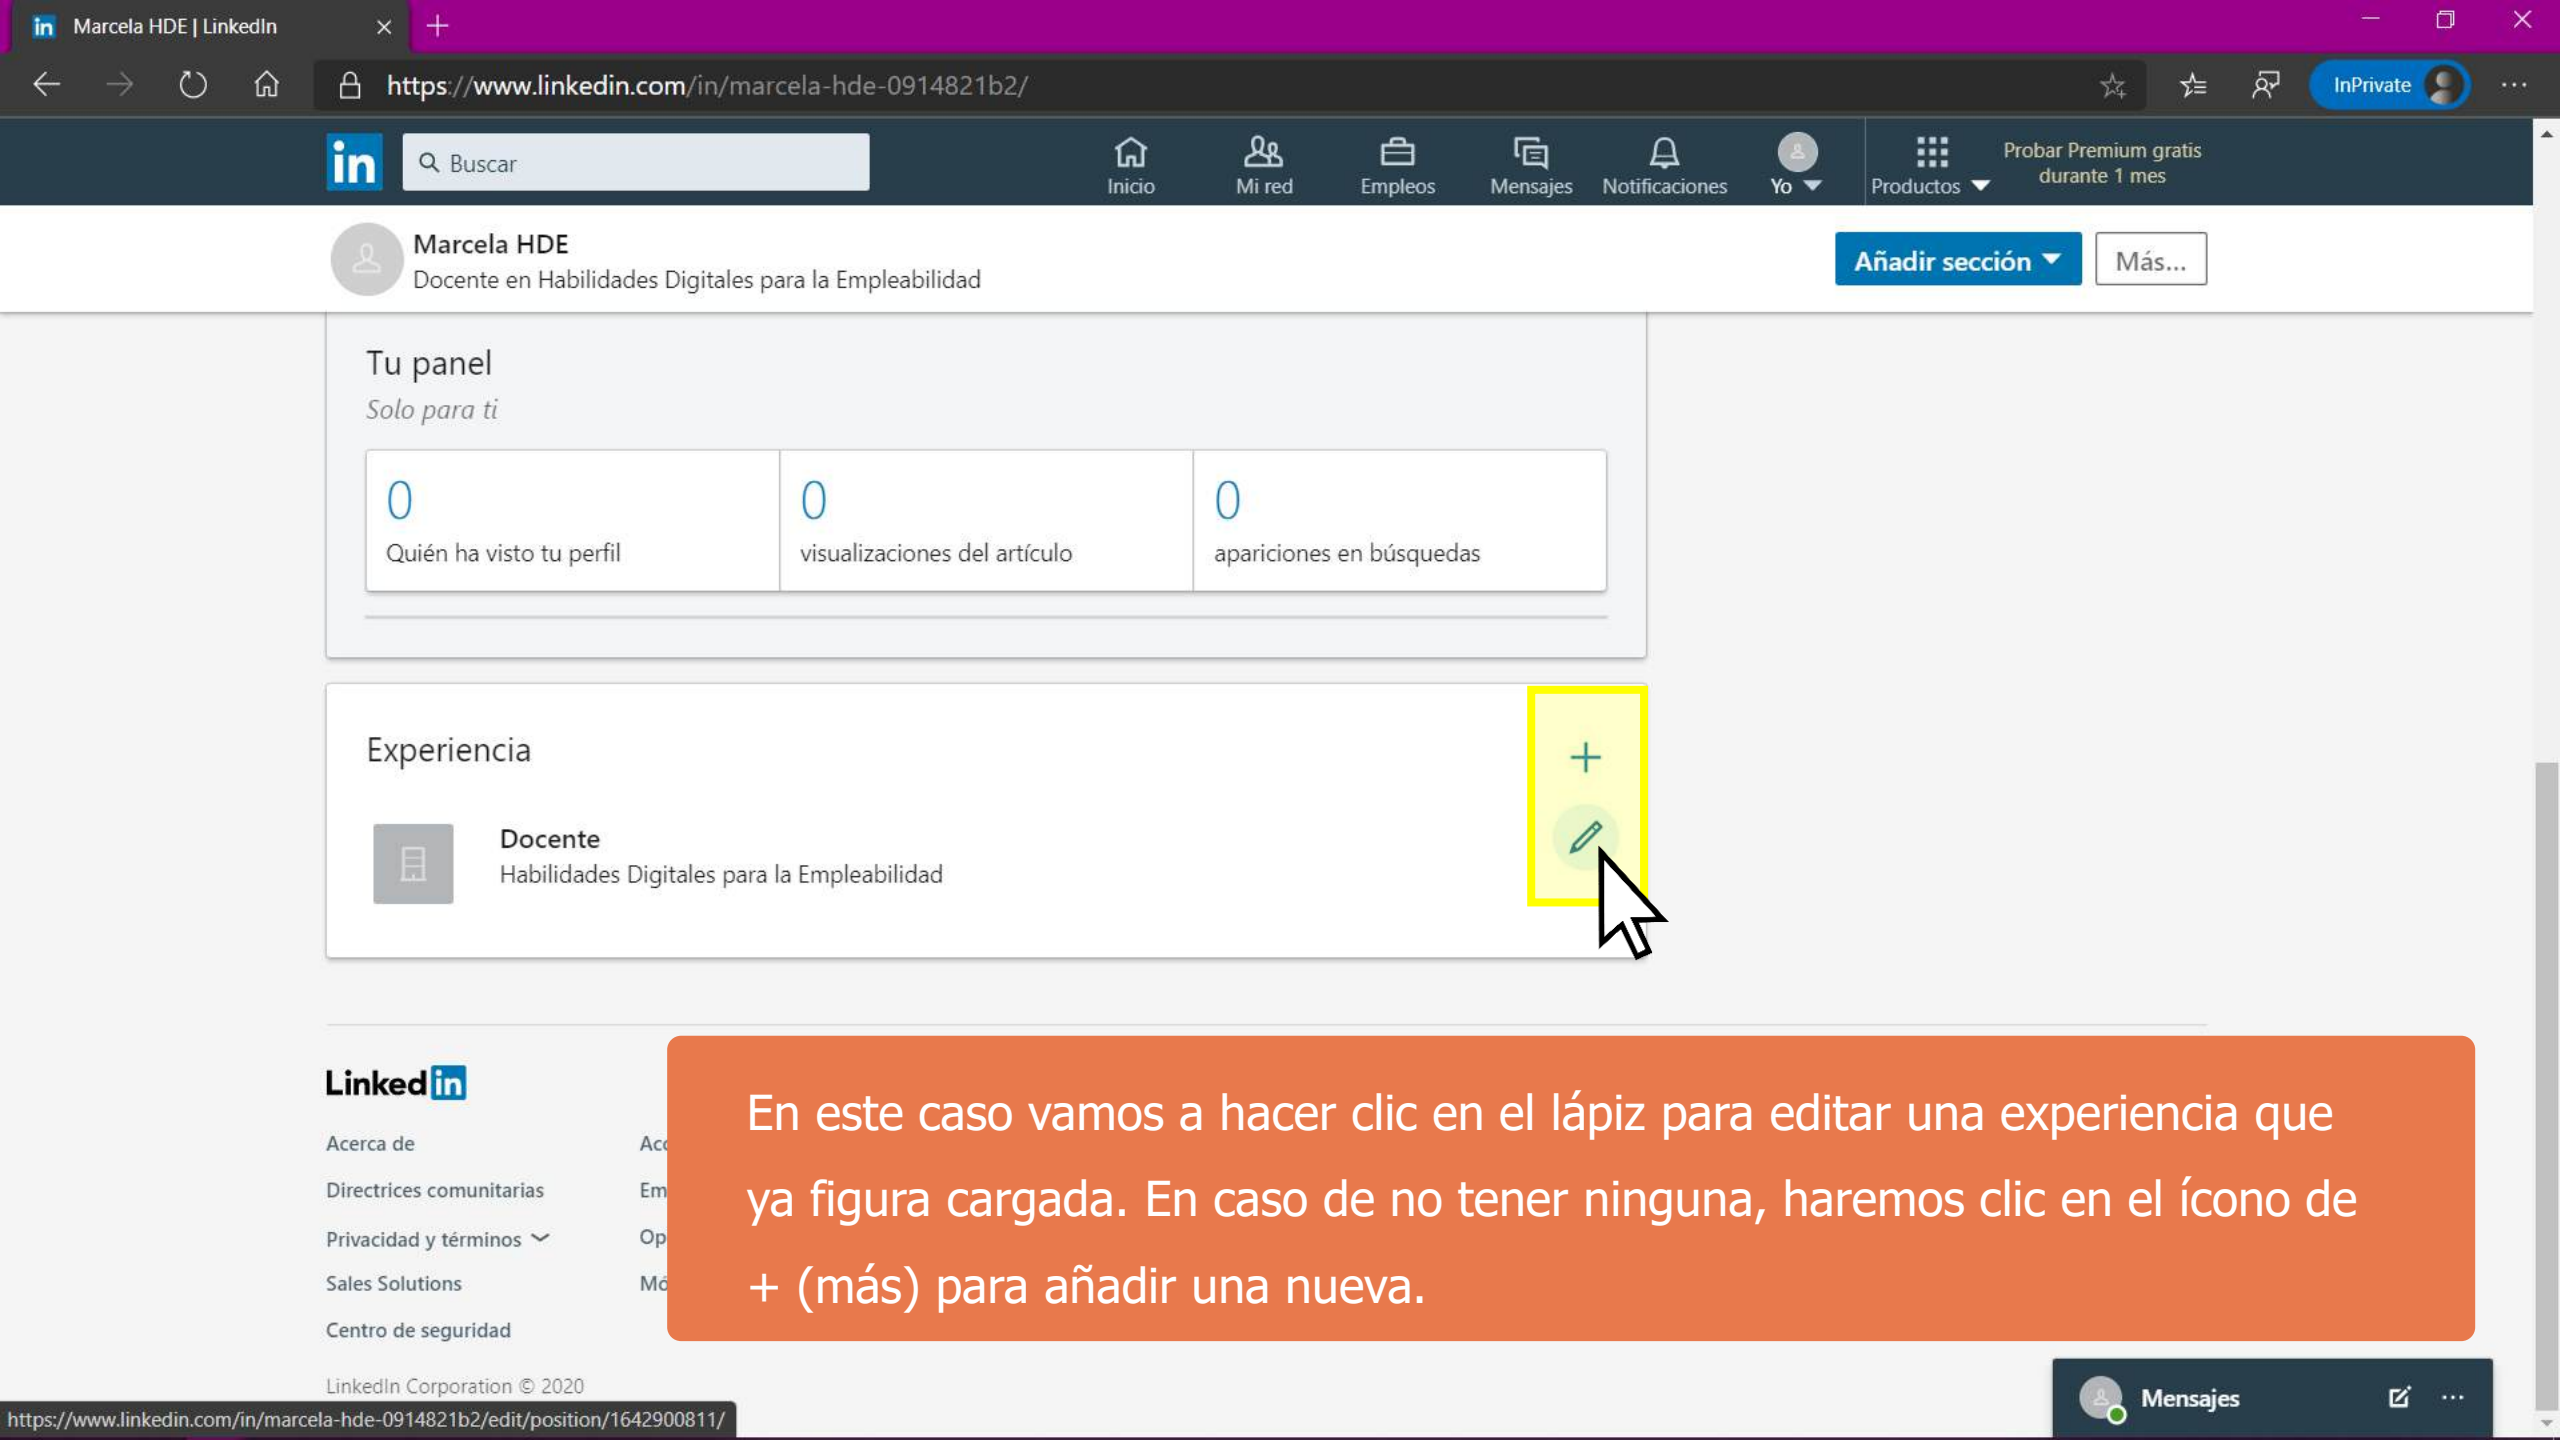 in Marcela HDE | LinkedIn
https://www.linkedin.com/in/marcela-hde-0914821b2/
InPrivate
in
Buscar
Inicio
Mi red
Empleos
Mensajes
Notificaciones
Yo
Productos
Probar Premium gratis
durante 1 mes
Marcela HDE
Docente en Habilidades Digitales para la Empleabilidad
Añadir sección
Más...
Tu panel
Solo para ti
0
Quién ha visto tu perfil
0
visualizaciones del artículo
0
apariciones en búsquedas
Experiencia
Docente
Habilidades Digitales para la Empleabilidad
Linkedin
Acerca de
Directrices comunitarias
Privacidad y términos
Sales Solutions
Centro de seguridad
LinkedIn Corporation © 2020
En este caso vamos a hacer clic en el lápiz para editar una experiencia que
ya figura cargada. En caso de no tener ninguna, haremos clic en el ícono de
+ (más) para añadir una nueva.
Mensajes
https://www.linkedin.com/in/marcela-hde-0914821b2/edit/position/1642900811/